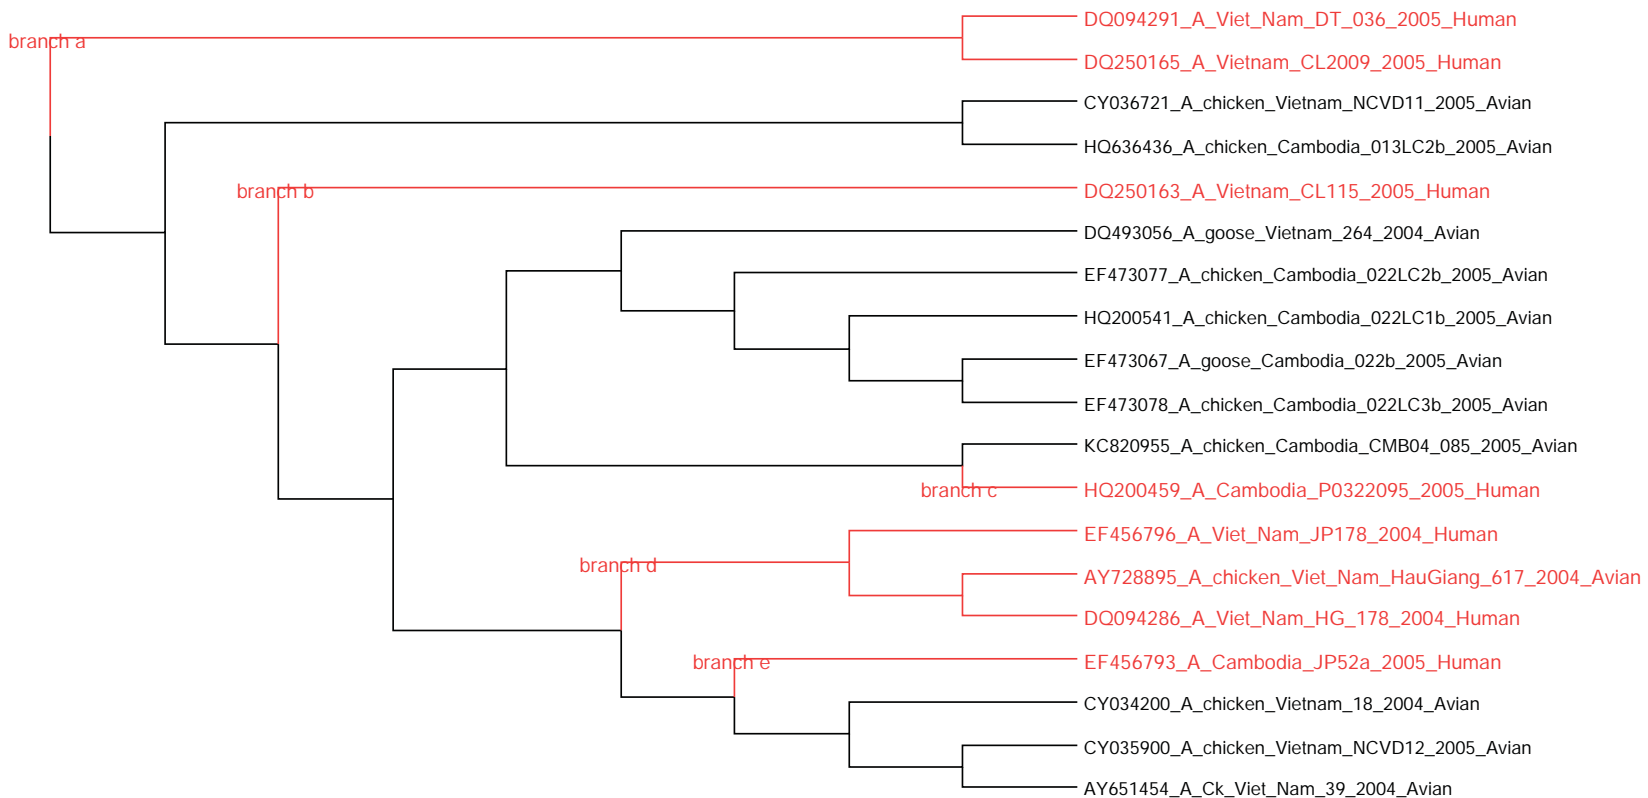 DQ094291_A_Viet_Nam_DT_036_2005_Human
branch a
DQ250165_A_Vietnam_CL2009_2005_Human
CY036721_A_chicken_Vietnam_NCVD11_2005_Avian
HQ636436_A_chicken_Cambodia_013LC2b_2005_Avian
branch b
DQ250163_A_Vietnam_CL115_2005_Human
DQ493056_A_goose_Vietnam_264_2004_Avian
EF473077_A_chicken_Cambodia_022LC2b_2005_Avian
HQ200541_A_chicken_Cambodia_022LC1b_2005_Avian
EF473067_A_goose_Cambodia_022b_2005_Avian
EF473078_A_chicken_Cambodia_022LC3b_2005_Avian
KC820955_A_chicken_Cambodia_CMB04_085_2005_Avian
branch c
HQ200459_A_Cambodia_P0322095_2005_Human
EF456796_A_Viet_Nam_JP178_2004_Human
branch d
AY728895_A_chicken_Viet_Nam_HauGiang_617_2004_Avian
DQ094286_A_Viet_Nam_HG_178_2004_Human
branch e
EF456793_A_Cambodia_JP52a_2005_Human
CY034200_A_chicken_Vietnam_18_2004_Avian
CY035900_A_chicken_Vietnam_NCVD12_2005_Avian
AY651454_A_Ck_Viet_Nam_39_2004_Avian